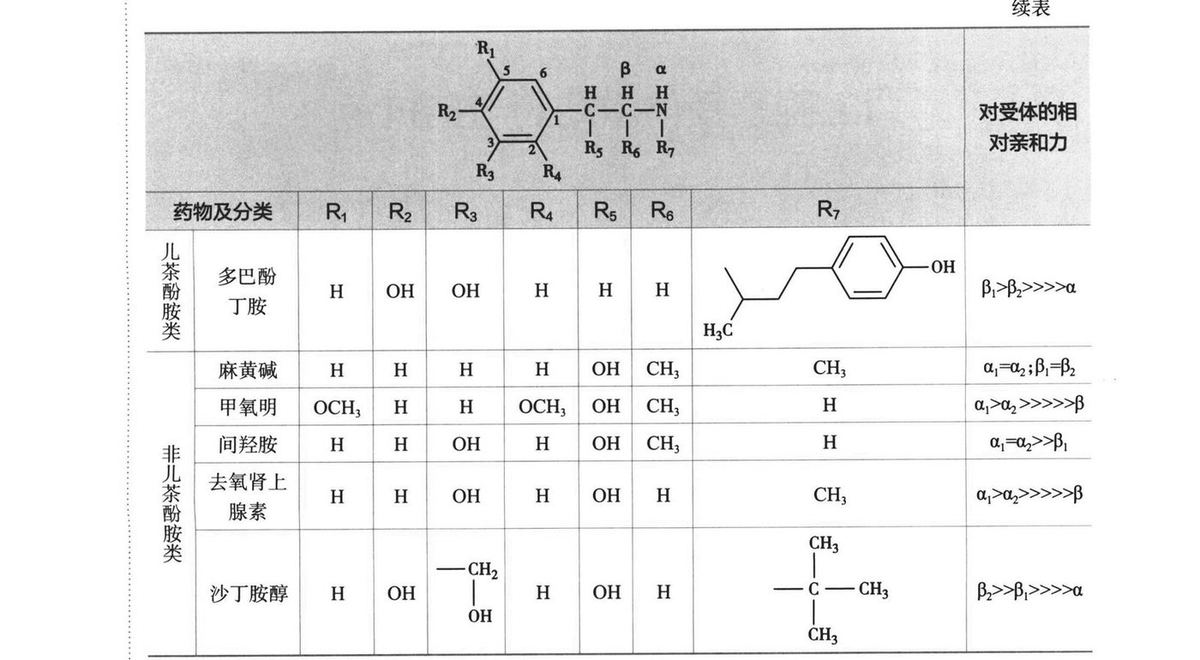 续表
R₁
5 6 β α
4 H H H
R₂ 1 C—C—N
3 2 R₅ R₆ R₇
R₃ R₄
对受体的相
对亲和力
药物及分类 R₁ R₂ R₃ R₄ R₅ R₆ R₇
儿茶酚胺类
多巴酚
丁胺
H OH OH H H H
OH
H₃C
β₁>β₂>>>>α
非儿茶酚胺类
麻黄碱 H H H H OH CH₃ CH₃ α₁=α₂;β₁=β₂
甲氧明 OCH₃ H H OCH₃ OH CH₃ H α₁>α₂>>>>>β
间羟胺 H H OH H OH CH₃ H α₁=α₂>>β₁
去氧肾上
腺素
H H OH H OH H CH₃ α₁>α₂>>>>>β
沙丁胺醇 H OH
—CH₂
OH
H OH H
CH₃
—C—CH₃
CH₃
β₂>>β₁>>>>α